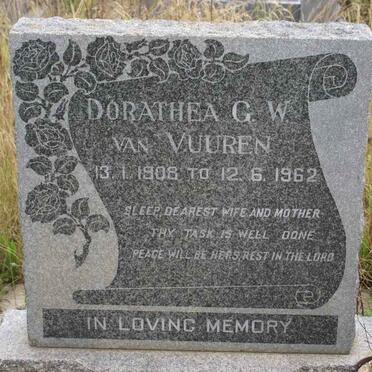 DORATHEA G. W.
VAN VUUREN
13.1.1908 TO 12.6.1962
SLEEP, DEAREST WIFE AND MOTHER
THY TASK IS WELL DONE
PEACE WILL BE HERS, REST IN THE LORD
IN LOVING MEMORY